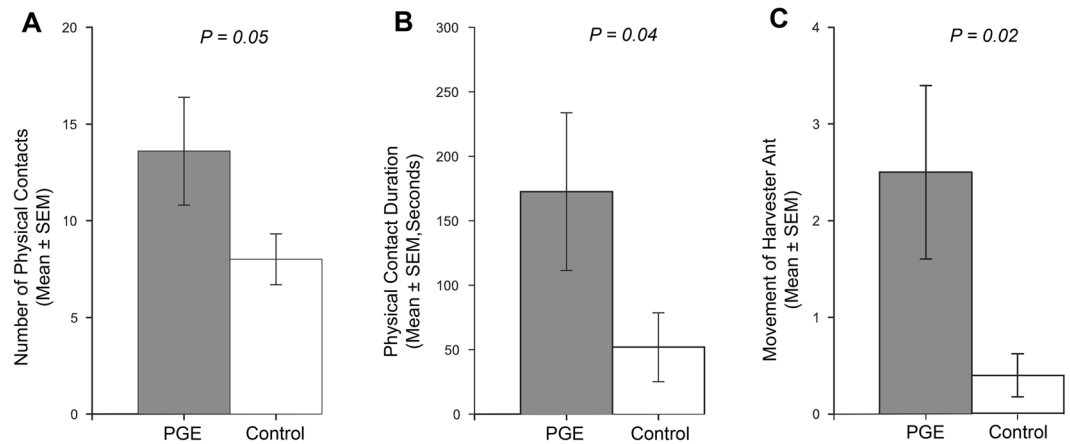 A
P = 0.05
20
15
10
5
0
Number of Physical Contacts
(Mean ± SEM)
PGE
Control
B
P = 0.04
300
250
200
150
100
50
0
Physical Contact Duration
(Mean ± SEM,Seconds)
PGE
Control
C
P = 0.02
4
3
2
1
0
Movement of Harvester Ant
(Mean ± SEM)
PGE
Control